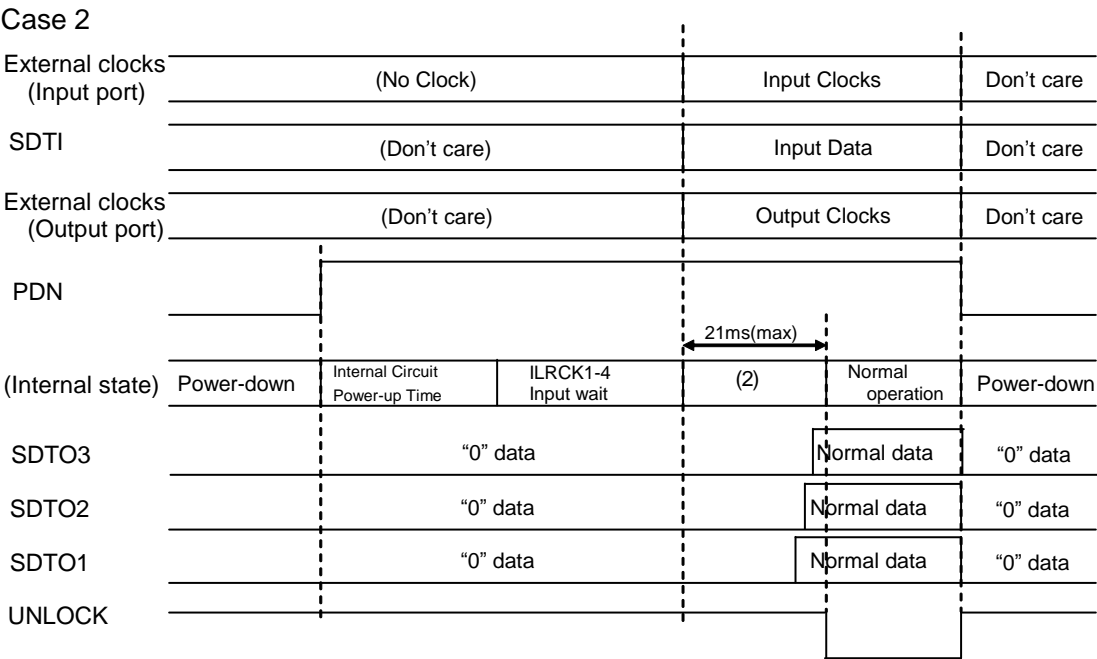 Case 2
External clocks
(Input port)
(No Clock)
Input Clocks
Don't care
SDTI
(Don't care)
Input Data
Don't care
External clocks
(Output port)
(Don't care)
Output Clocks
Don't care
PDN
21ms(max)
(Internal state)
Power-down
Internal Circuit
Power-up Time
ILRCK1-4
Input wait
(2)
Normal
operation
Power-down
SDTO3
“0” data
Normal data
“0” data
SDTO2
“0” data
Normal data
“0” data
SDTO1
“0” data
Normal data
“0” data
UNLOCK